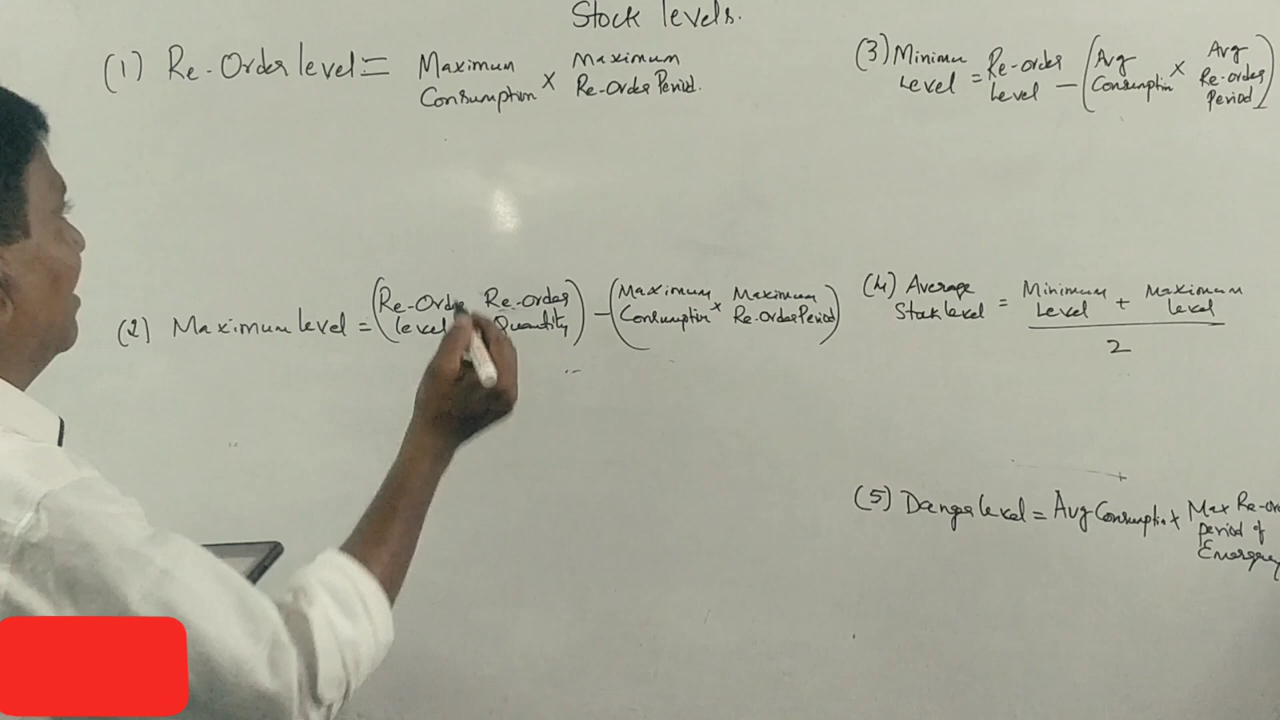 Stock levels.
(1) Re-Order level = Maximum Consumption × Maximum Re-Order Period.
(2) Maximum level = (Re-Order level Re-order Quantity) - (Maximum Consumption × Maximum Re-Order Period)
(3) Minimum Level = Re-order Level - (Avg Consumption × Avg Re-order Period)
(4) Average Stock level = Minimum Level + Maximum level
2
(5) Danger level = Avg Consumption × Max Re-or
period of
Emergency